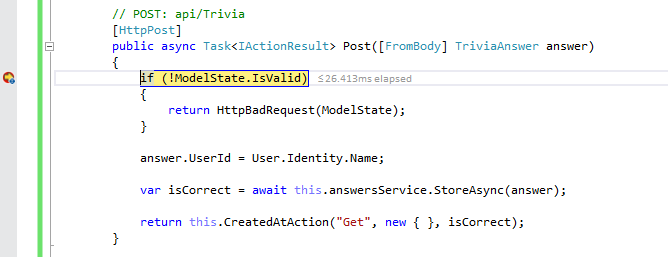 // POST: api/Trivia
[HttpPost]
public async Task<IActionResult> Post([FromBody] TriviaAnswer answer)
{
if (!ModelState.IsValid) ≤26.413ms elapsed
{
return HttpBadRequest(ModelState);
}
answer.UserId = User.Identity.Name;
var isCorrect = await this.answersService.StoreAsync(answer);
return this.CreatedAtAction("Get", new { }, isCorrect);
}